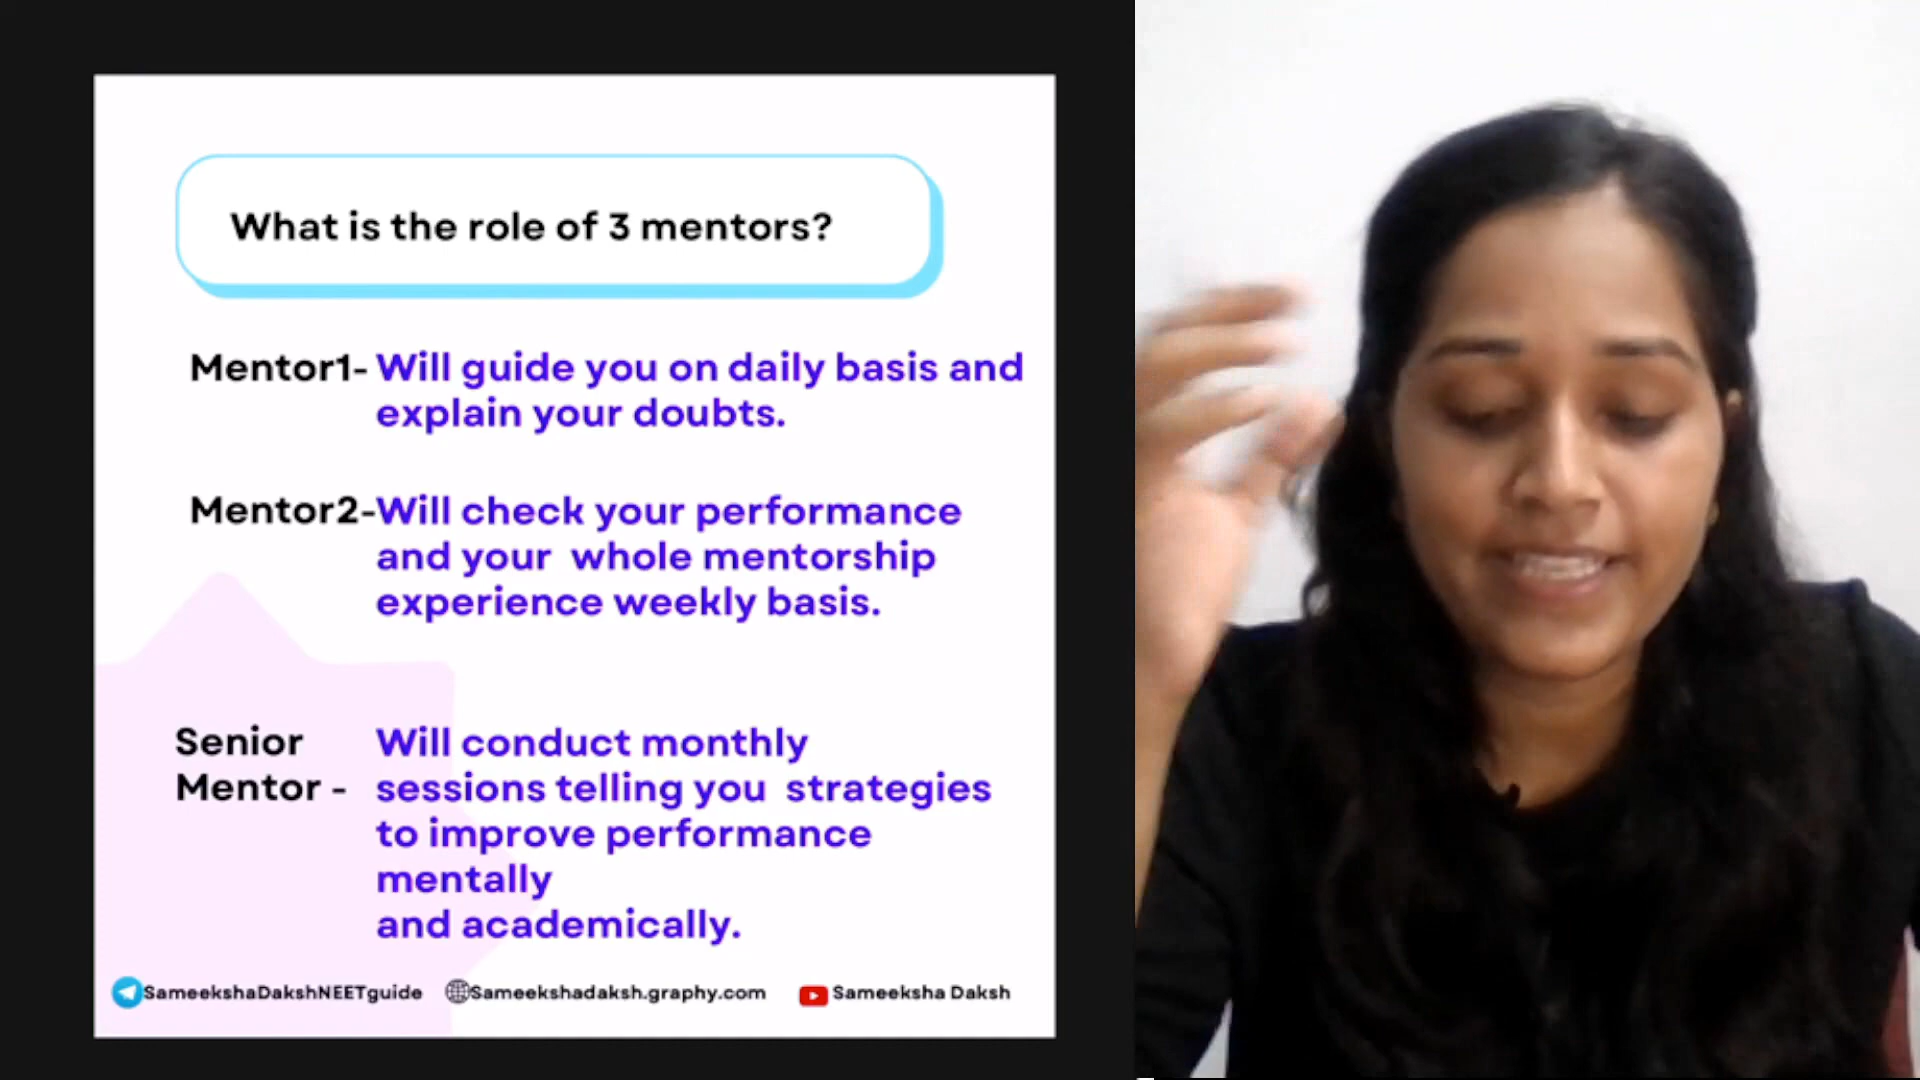 What is the role of 3 mentors?
Mentor1- Will guide you on daily basis and
explain your doubts.
Mentor2-Will check your performance
and your whole mentorship
experience weekly basis.
Senior Will conduct monthly
Mentor - sessions telling you strategies
to improve performance
mentally
and academically.
SameekshaDakshNEETguide Sameekshadaksh.graphy.com Sameeksha Daksh